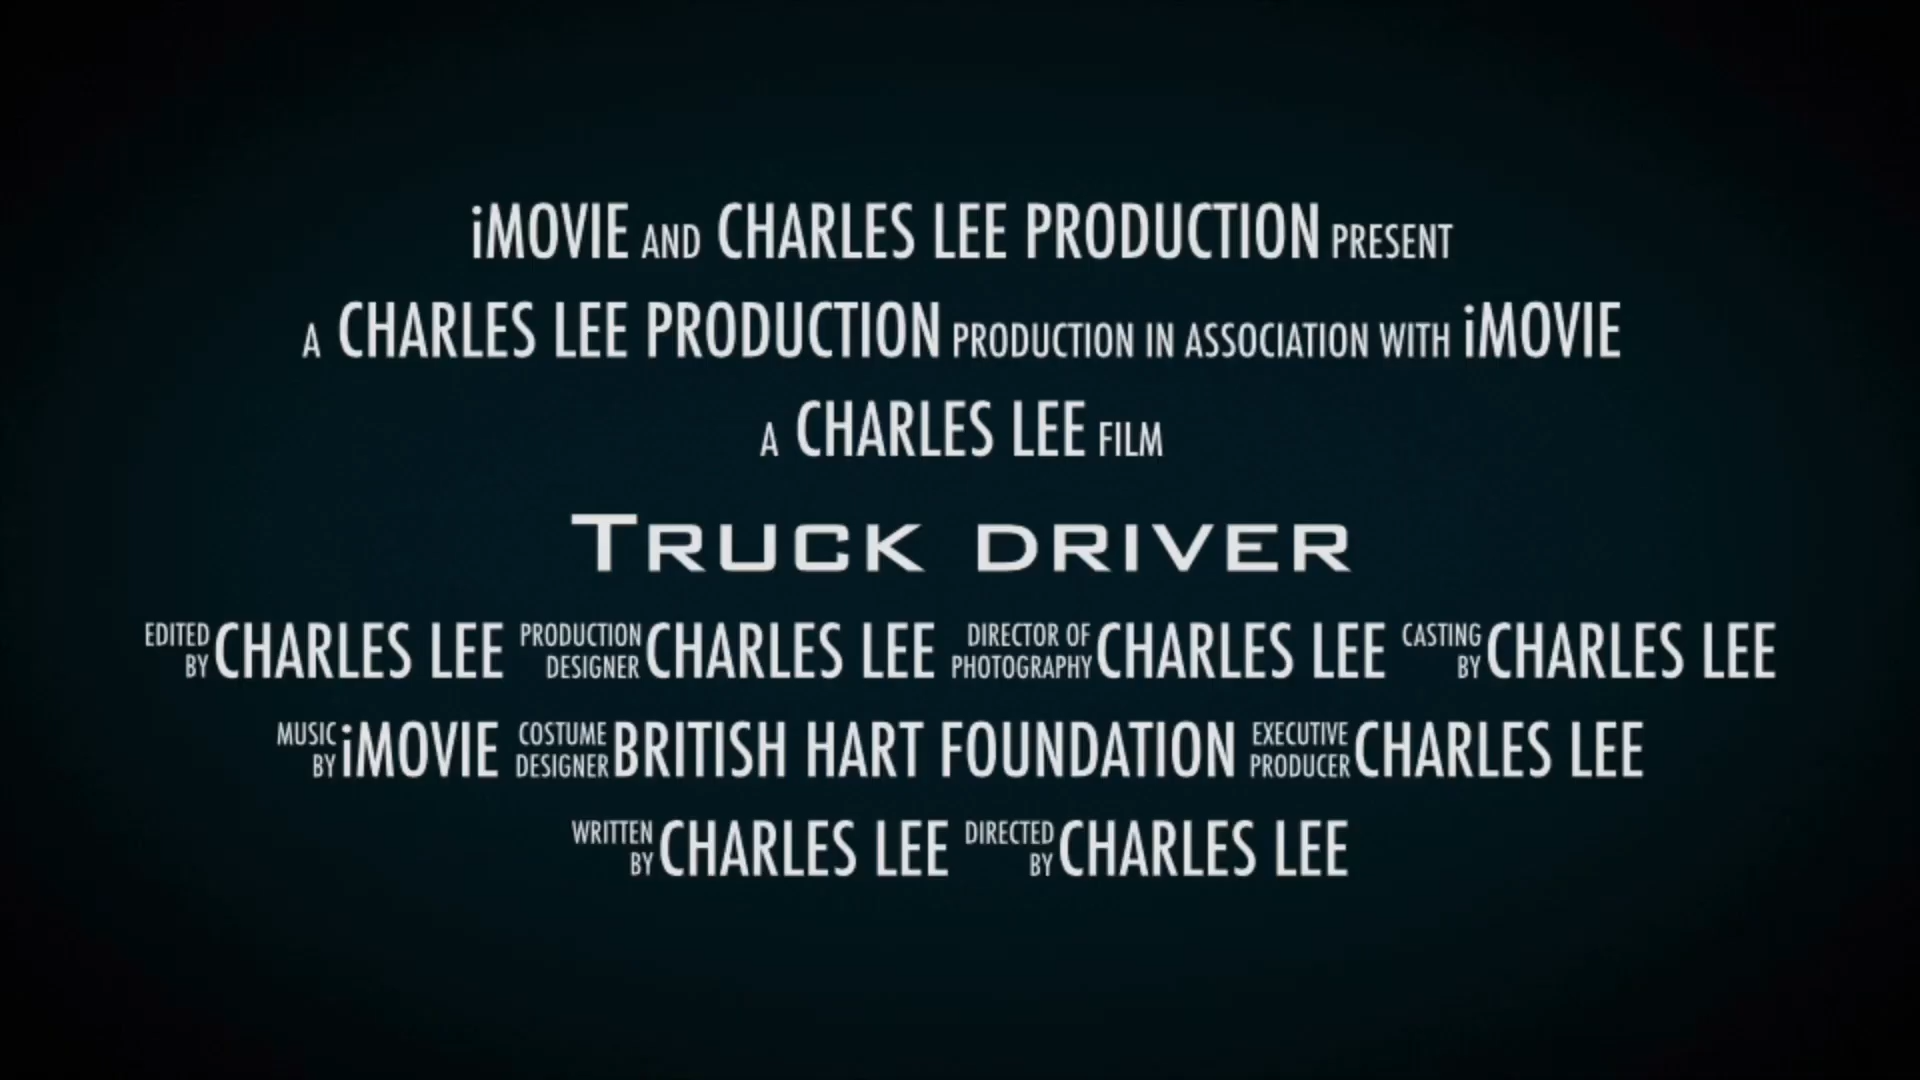 iMOVIE AND CHARLES LEE PRODUCTION PRESENT
A CHARLES LEE PRODUCTION PRODUCTION IN ASSOCIATION WITH iMOVIE
A CHARLES LEE FILM
TRUCK DRIVER
EDITED BY CHARLES LEE PRODUCTION DESIGNER CHARLES LEE DIRECTOR OF PHOTOGRAPHY CHARLES LEE CASTING BY CHARLES LEE
MUSIC BY iMOVIE COSTUME DESIGNER BRITISH HART FOUNDATION EXECUTIVE PRODUCER CHARLES LEE
WRITTEN BY CHARLES LEE DIRECTED BY CHARLES LEE